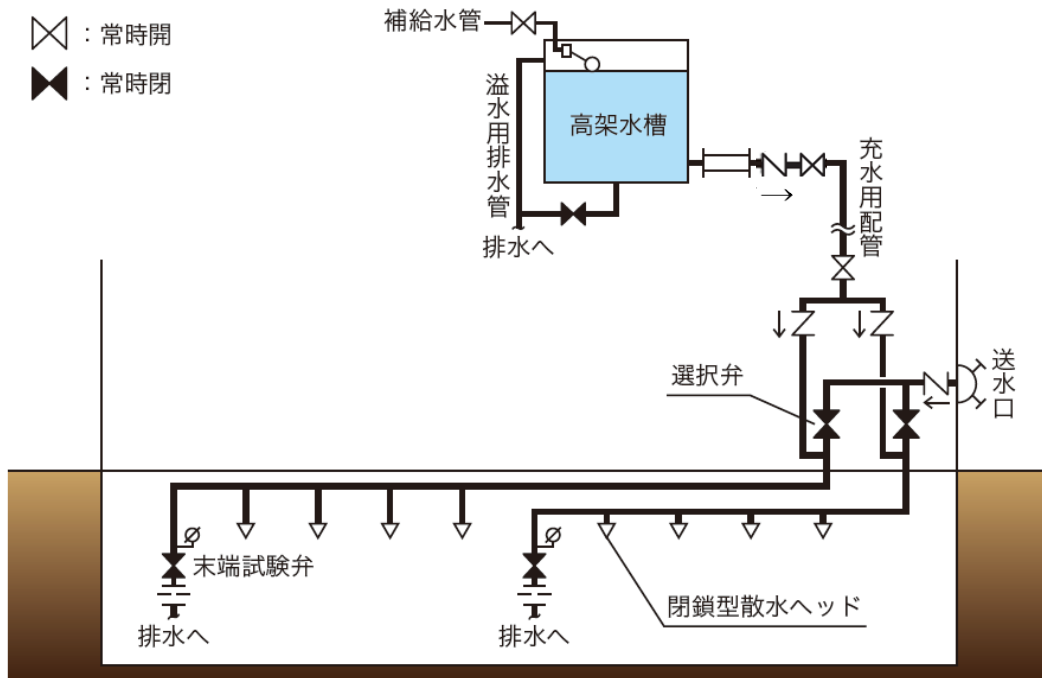 補給水管
：常時開
：常時閉
溢水用排水管
高架水槽
充水用配管
排水へ
選択弁
送水口
末端試験弁
閉鎖型散水ヘッド
排水へ
排水へ